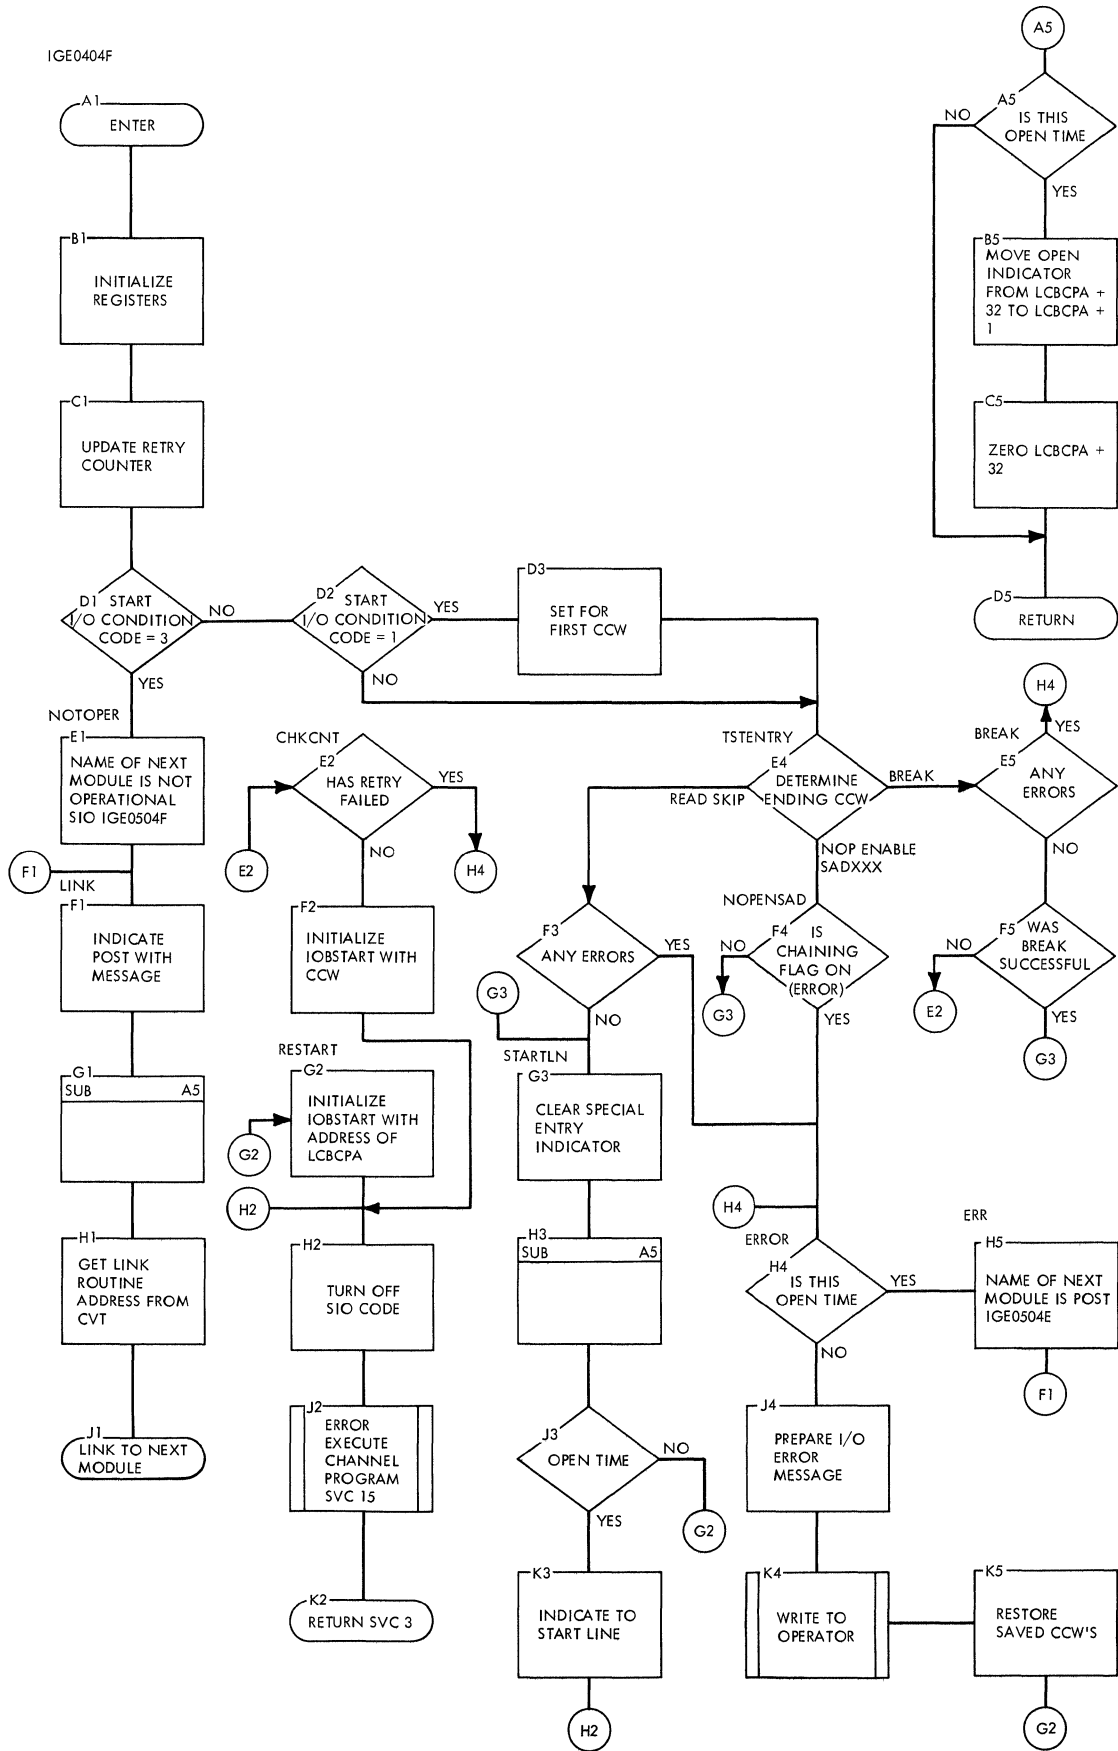 IGE0404F
A1
ENTER
B1
INITIALIZE
REGISTERS
C1
UPDATE RETRY
COUNTER
D1 START
I/O CONDITION
CODE = 3
NO
YES
NOTOPER
E1
NAME OF NEXT
MODULE IS NOT
OPERATIONAL
SIO IGE0504F
F1
LINK
F1
INDICATE
POST WITH
MESSAGE
G1
SUB A5
H1
GET LINK
ROUTINE
ADDRESS FROM
CVT
J1
LINK TO NEXT
MODULE
D2
START
I/O CONDITION
CODE = 1
YES
NO
CHKCNT
E2
HAS RETRY
FAILED
YES
NO
E2
H4
F2
INITIALIZE
IOBSTART WITH
CCW
RESTART
G2
INITIALIZE
IOBSTART WITH
ADDRESS OF
LCBCPA
G2
H2
H2
TURN OFF
SIO CODE
J2
ERROR
EXECUTE
CHANNEL
PROGRAM
SVC 15
K2
RETURN SVC 3
D3
SET FOR
FIRST CCW
READ SKIP
F3
ANY ERRORS
YES
NO
G3
STARTLN
G3
CLEAR SPECIAL
ENTRY
INDICATOR
H3
SUB A5
J3
OPEN TIME
NO
YES
G2
K3
INDICATE TO
START LINE
H2
TSTENTRY
E4
DETERMINE
ENDING CCW
BREAK
NOP ENABLE
SADXXX
NOPENSAD
F4
IS
CHAINING
FLAG ON
(ERROR)
NO
G3
YES
H4
ERROR
H4
IS THIS
OPEN TIME
YES
NO
J4
PREPARE I/O
ERROR
MESSAGE
K4
WRITE TO
OPERATOR
A5
A5
IS THIS
OPEN TIME
NO
YES
B5
MOVE OPEN
INDICATOR
FROM LCBCPA +
32 TO LCBCPA +
1
C5
ZERO LCBCPA +
32
D5
RETURN
H4
BREAK
YES
E5
ANY
ERRORS
NO
F5
WAS
BREAK
SUCCESSFUL
NO
E2
YES
G3
ERR
H5
NAME OF NEXT
MODULE IS POST
IGE0504E
F1
K5
RESTORE
SAVED CCW'S
G2